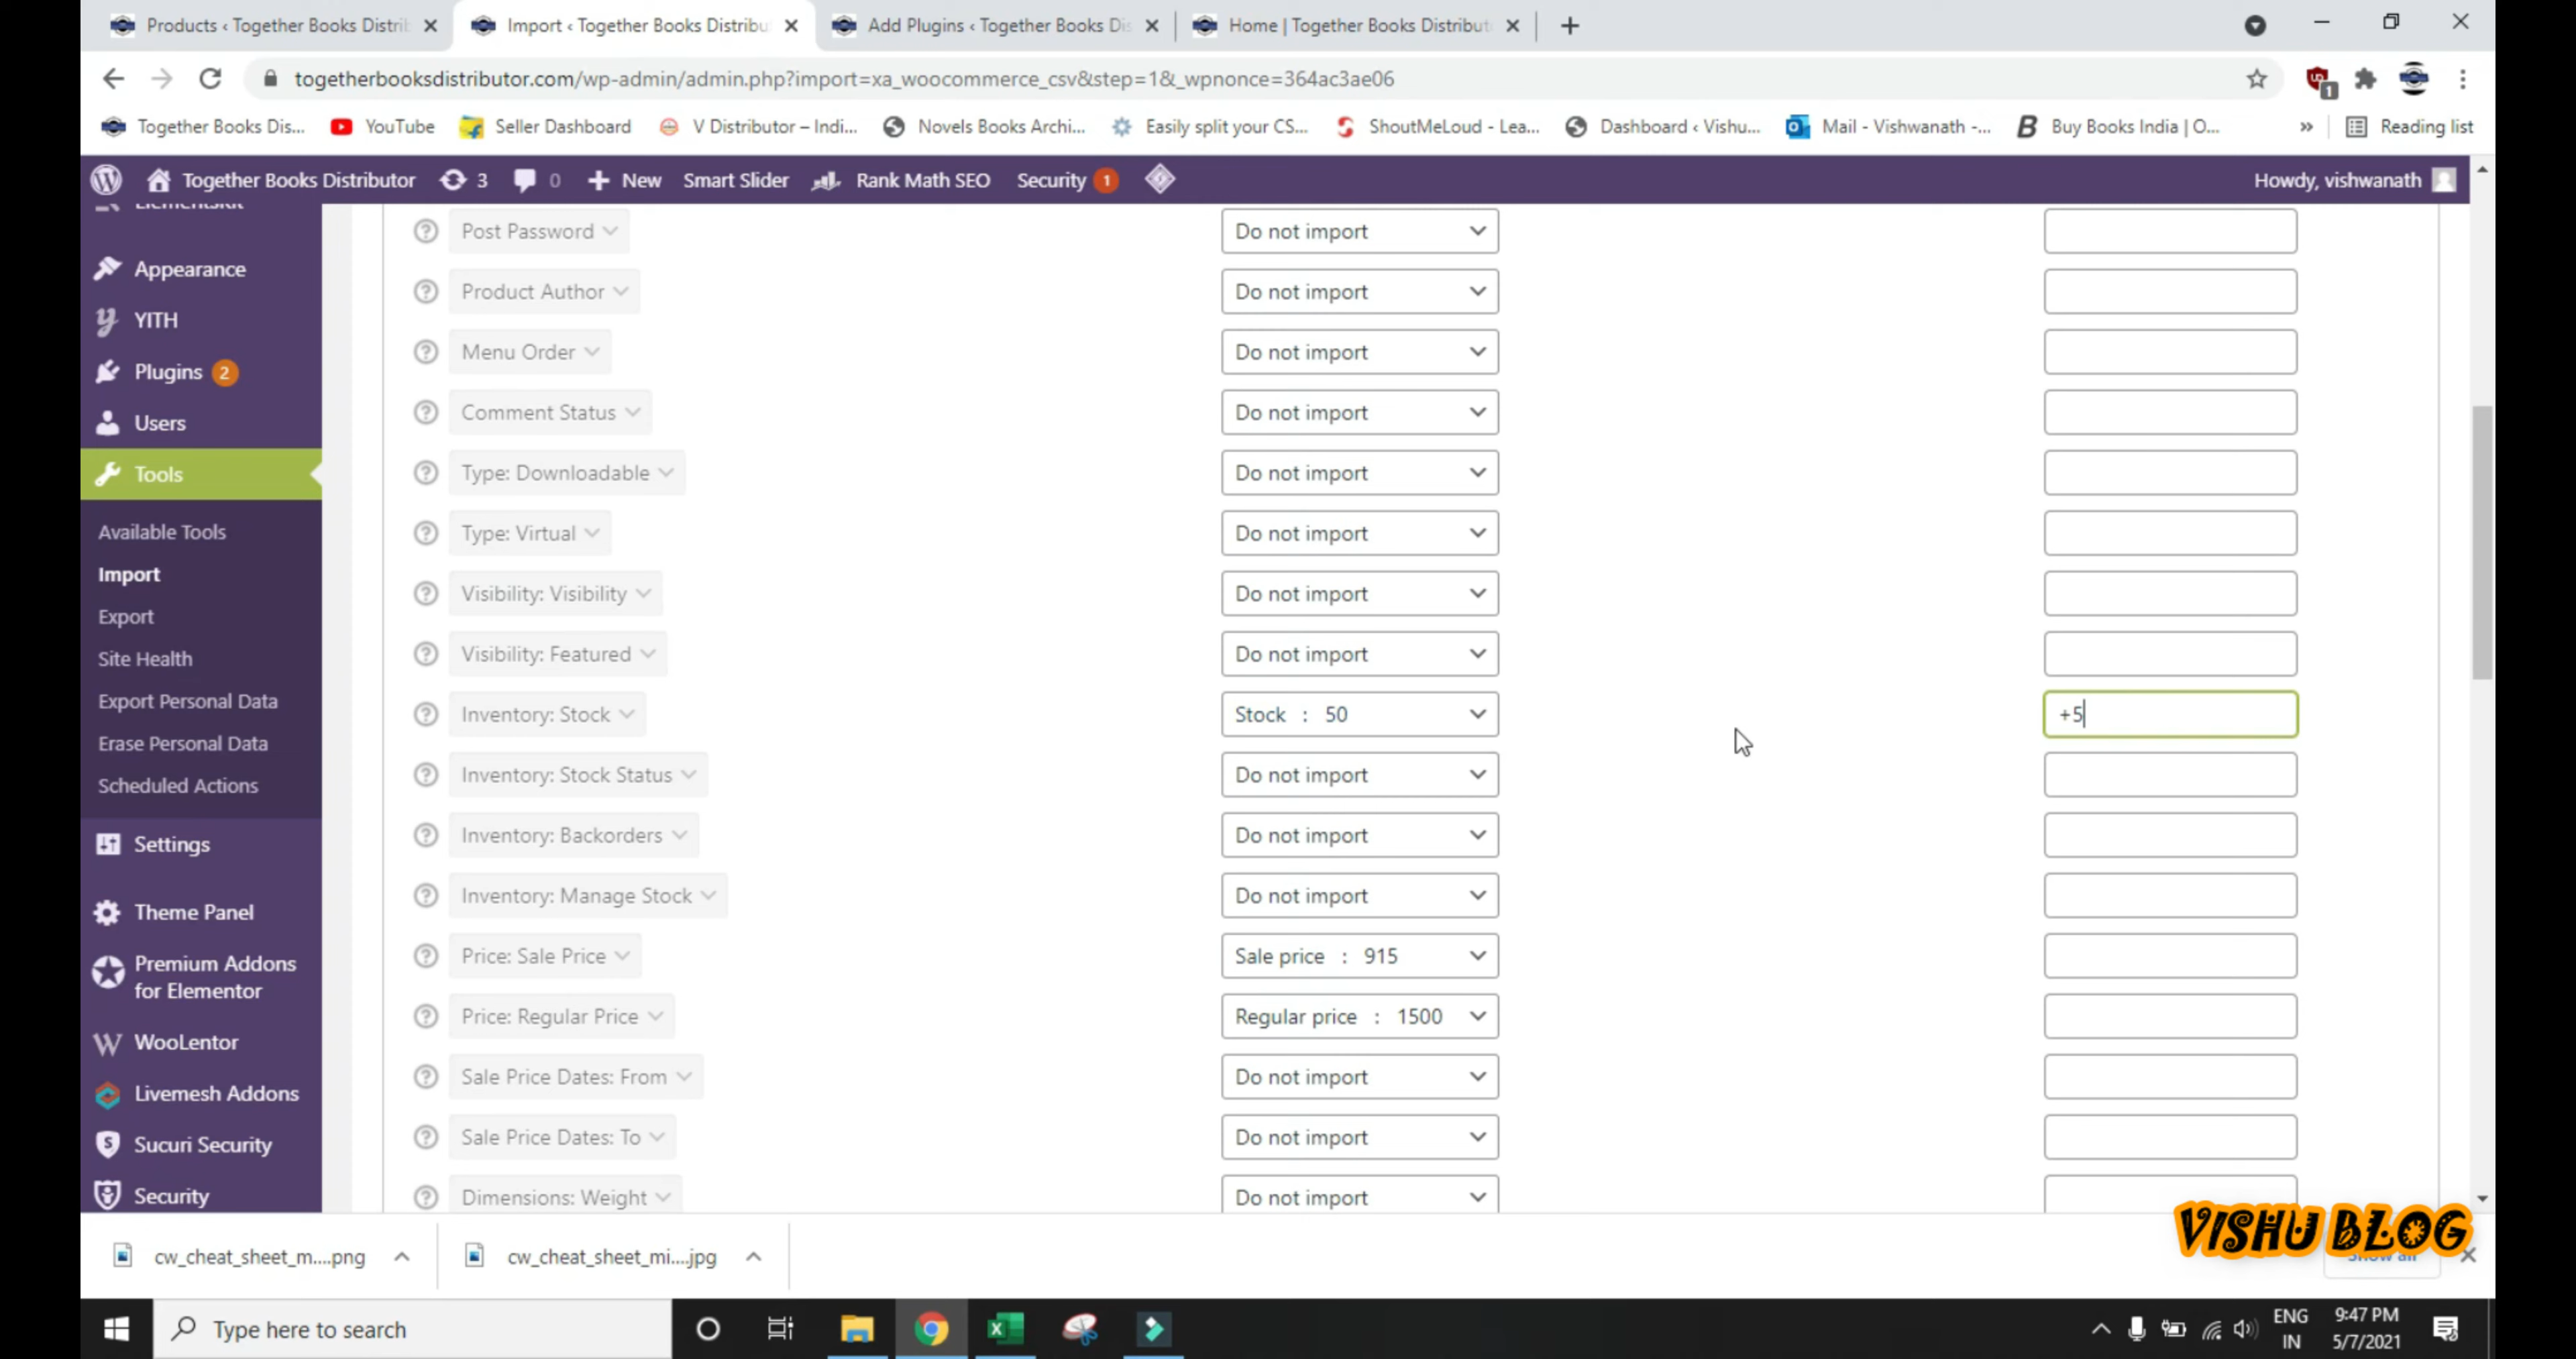 Products ‹ Together Books Distrib
Import ‹ Together Books Distribu
Add Plugins ‹ Together Books Dis
Home | Together Books Distribut
togetherbooksdistributor.com/wp-admin/admin.php?import=xa_woocommerce_csv&step=1&_wpnonce=364ac3ae06
1
Together Books Dis...
YouTube
Seller Dashboard
V Distributor – Indi...
Novels Books Archi...
Easily split your CS...
ShoutMeLoud - Lea...
Dashboard ‹ Vishu...
Mail - Vishwanath -...
Buy Books India | O...
Reading list
Together Books Distributor
3
0
New
Smart Slider
Rank Math SEO
Security 1
Howdy, vishwanath
Appearance
YITH
Plugins 2
Users
Tools
Available Tools
Import
Export
Site Health
Export Personal Data
Erase Personal Data
Scheduled Actions
Settings
Theme Panel
Premium Addons
for Elementor
WooLentor
Livemesh Addons
Sucuri Security
Security
Post Password Do not import
Product Author Do not import
Menu Order Do not import
Comment Status Do not import
Type: Downloadable Do not import
Type: Virtual Do not import
Visibility: Visibility Do not import
Visibility: Featured Do not import
Inventory: Stock Stock : 50 +5
Inventory: Stock Status Do not import
Inventory: Backorders Do not import
Inventory: Manage Stock Do not import
Price: Sale Price Sale price : 915
Price: Regular Price Regular price : 1500
Sale Price Dates: From Do not import
Sale Price Dates: To Do not import
Dimensions: Weight Do not import
VISHU BLOG
cw_cheat_sheet_m....png
cw_cheat_sheet_mi....jpg
Show all
Type here to search
ENG
IN
9:47 PM
5/7/2021